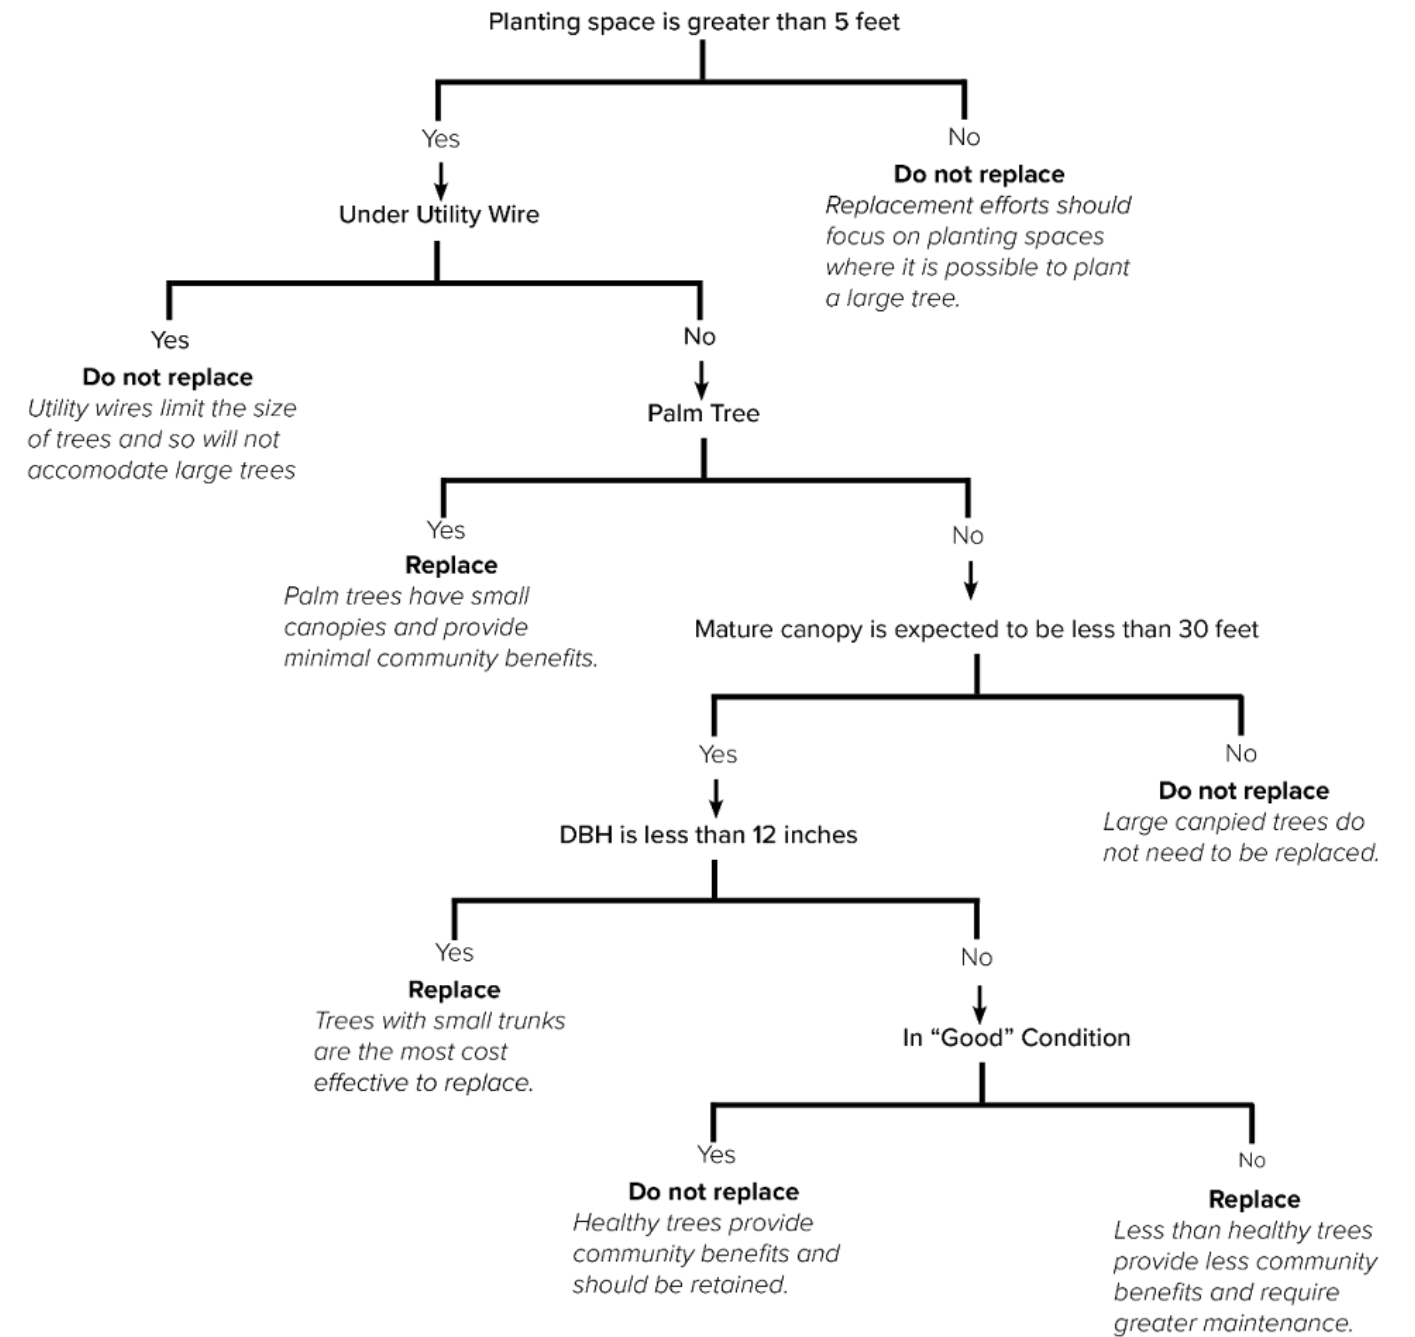 Planting space is greater than 5 feet
Yes
No
Do not replace
Replacement efforts should
focus on planting spaces
where it is possible to plant
a large tree.
Under Utility Wire
Yes
No
Do not replace
Utility wires limit the size
of trees and so will not
accomodate large trees
Palm Tree
Yes
No
Replace
Palm trees have small
canopies and provide
minimal community benefits.
Mature canopy is expected to be less than 30 feet
Yes
No
Do not replace
Large canpied trees do
not need to be replaced.
DBH is less than 12 inches
Yes
No
Replace
Trees with small trunks
are the most cost
effective to replace.
In “Good” Condition
Yes
No
Do not replace
Healthy trees provide
community benefits and
should be retained.
Replace
Less than healthy trees
provide less community
benefits and require
greater maintenance.